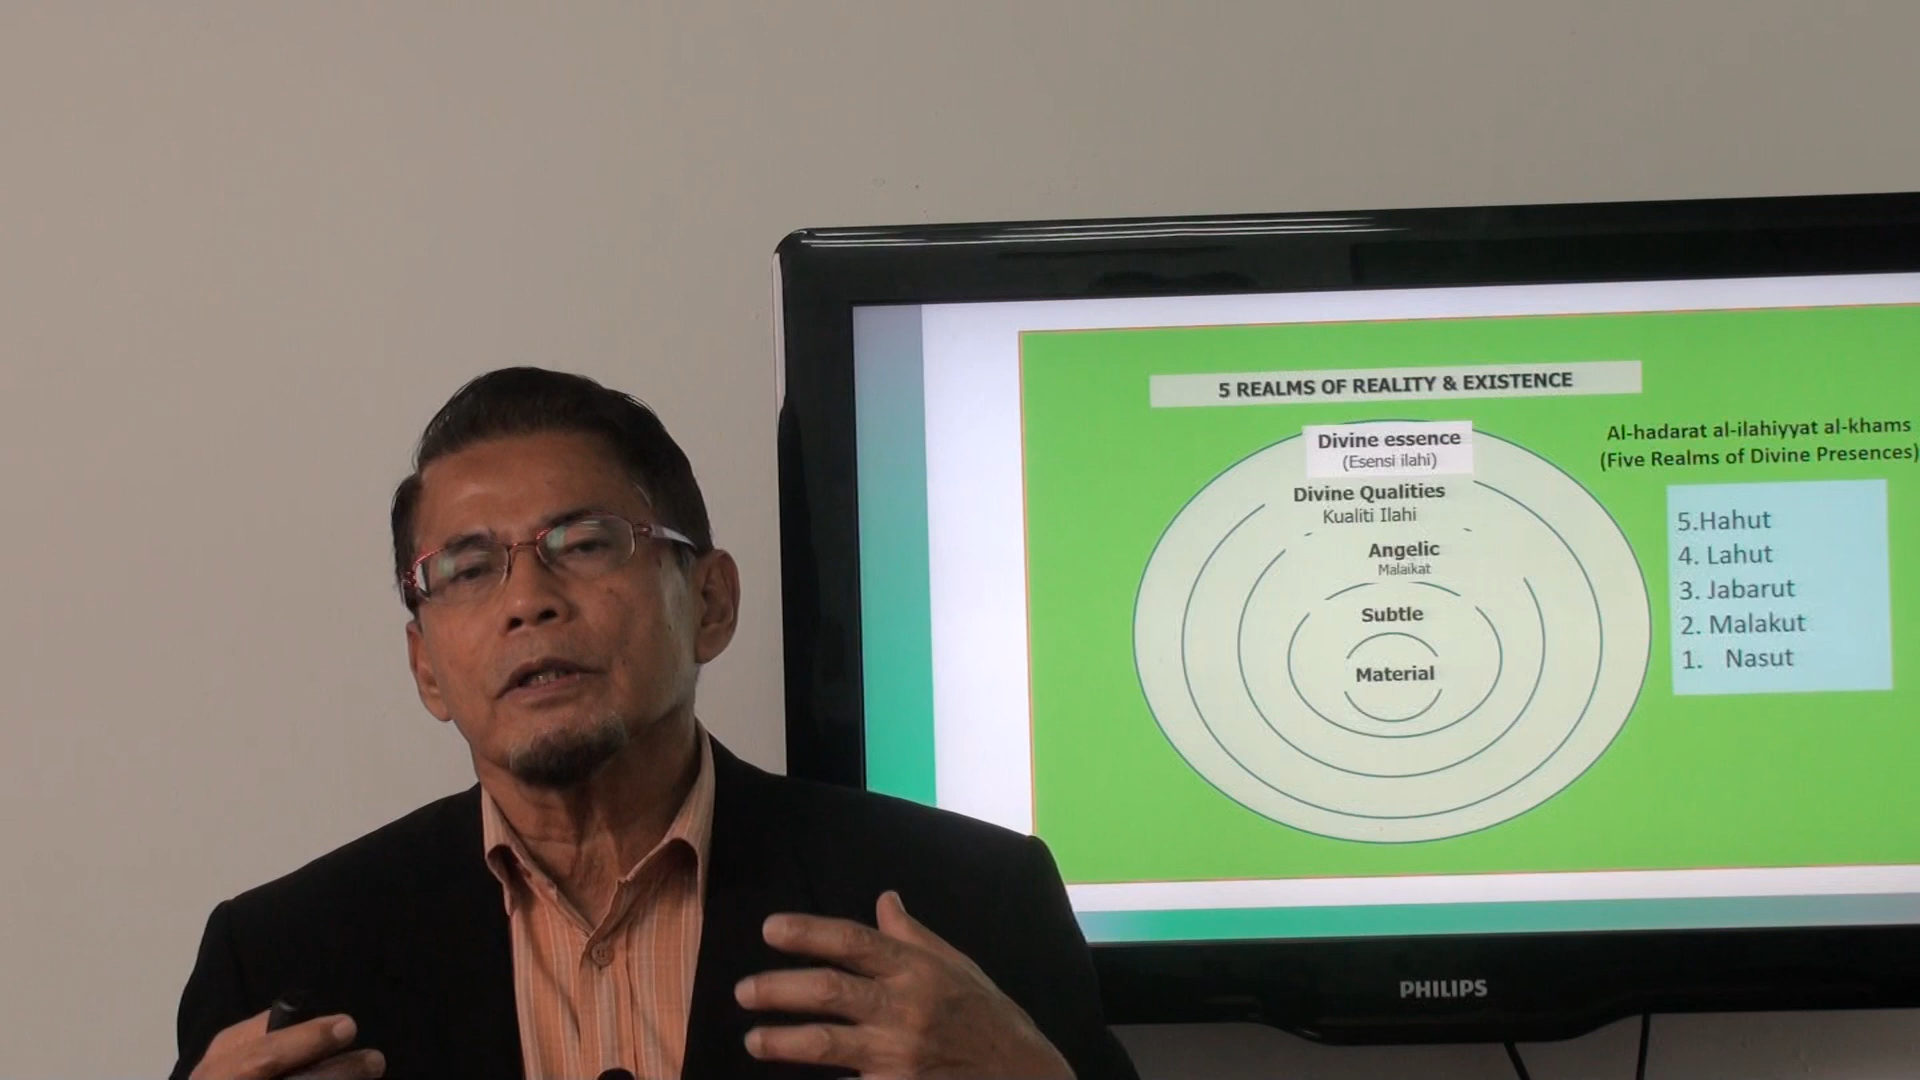 5 REALMS OF REALITY & EXISTENCE
Divine essence
(Esensi ilahi)
Divine Qualities
Kualiti Ilahi
Angelic
Malaikat
Subtle
Material
Al-hadarat al-ilahiyyat al-khams
(Five Realms of Divine Presences)
5.Hahut
4. Lahut
3. Jabarut
2. Malakut
1. Nasut
PHILIPS